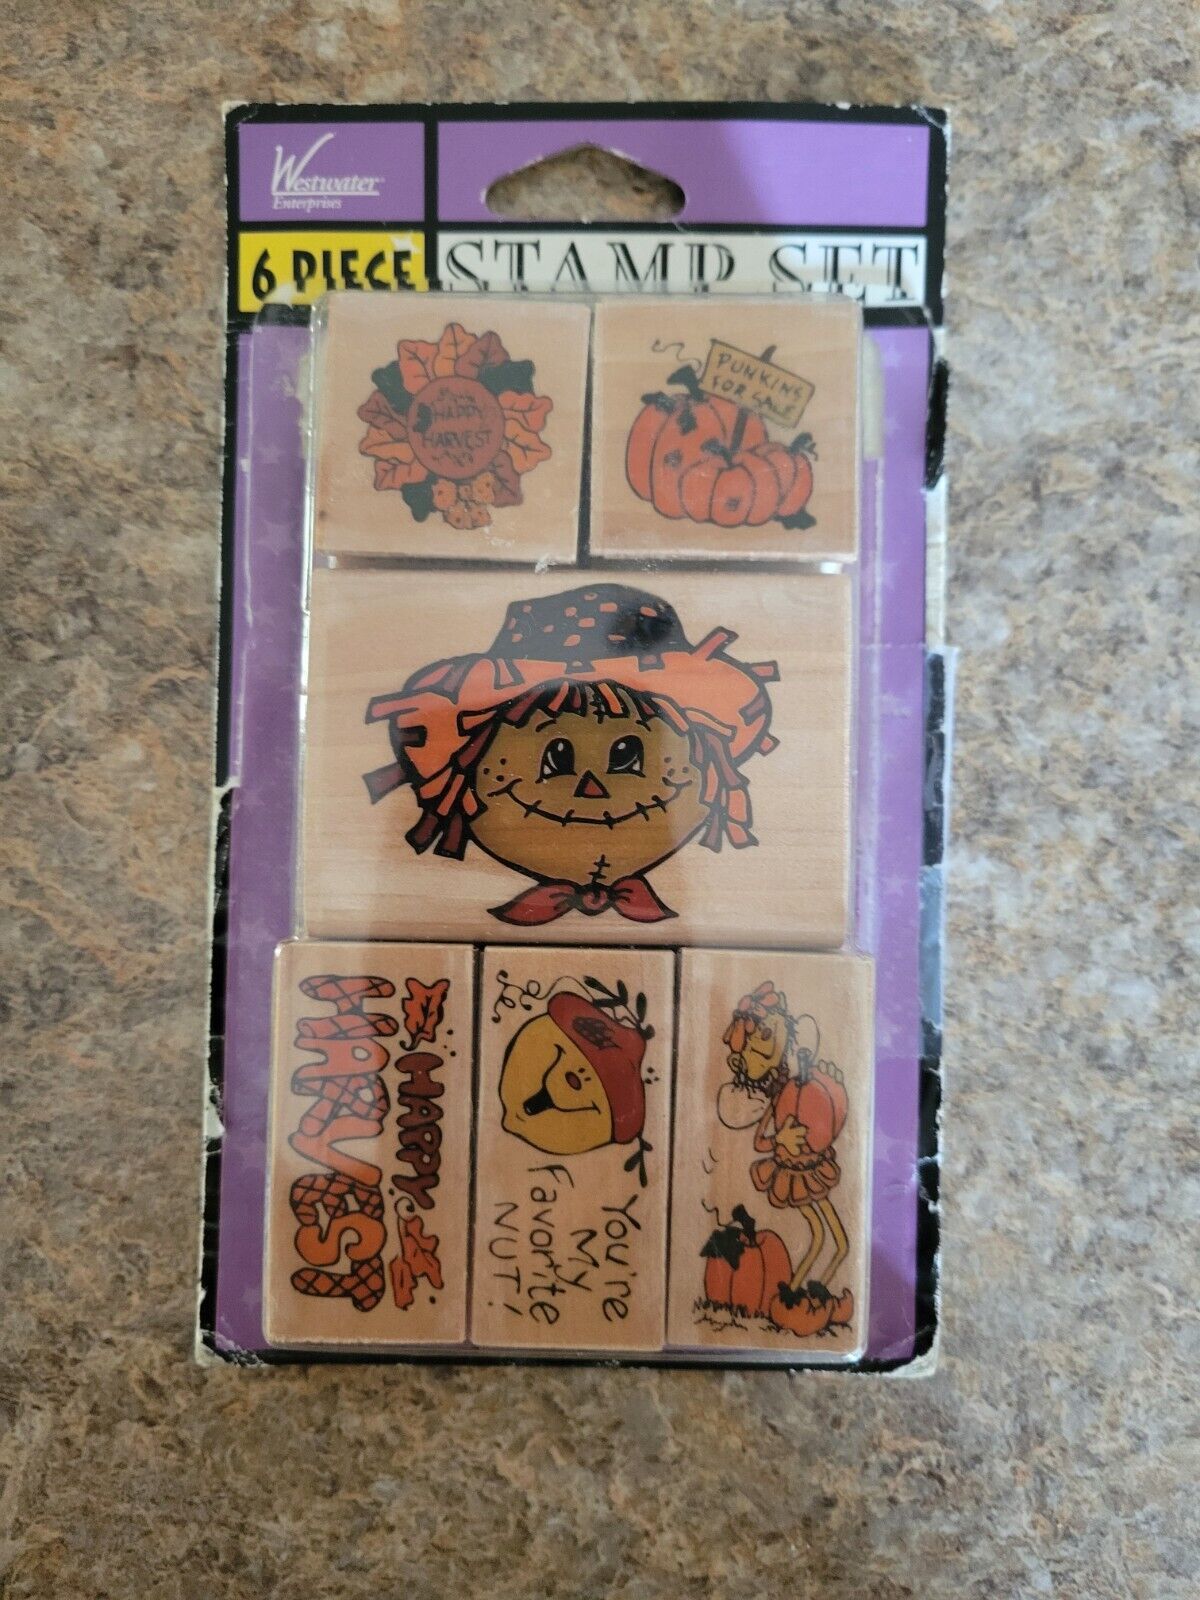 Westwater
Enterprises
6 PIECE
STAMP SET
HAPPY
HARVEST
PUNKINS
FOR SALE
HAPPY
HARVEST
You're
My
Favorite
NUT!